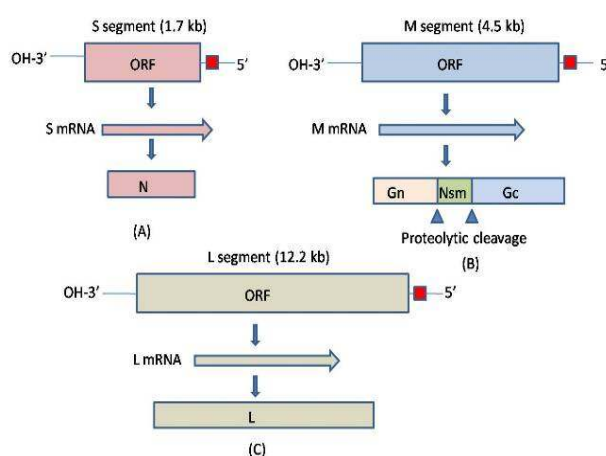 S segment (1.7 kb)
OH-3′
ORF
5′
S mRNA
N
(A)
M segment (4.5 kb)
OH-3′
ORF
5′
M mRNA
Gn
Nsm
Gc
Proteolytic cleavage
(B)
L segment (12.2 kb)
OH-3′
ORF
5′
L mRNA
L
(C)